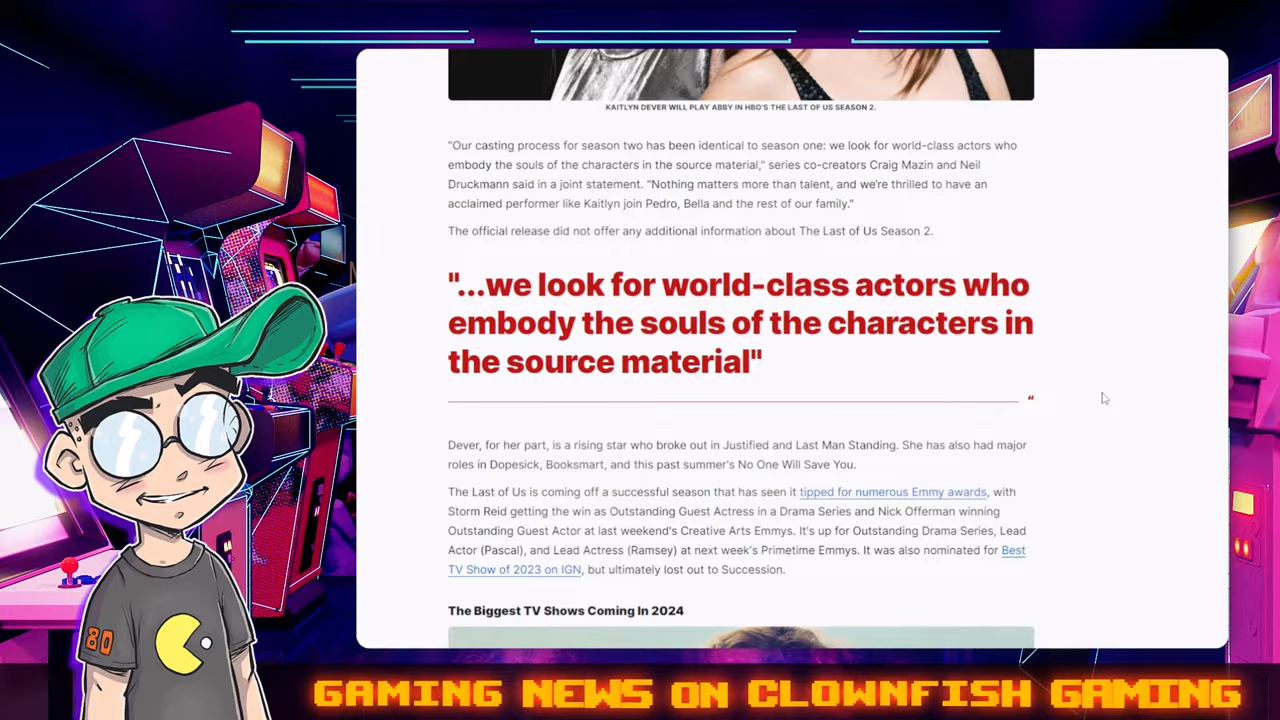 KAITLYN DEVER WILL PLAY ABBY IN HBO'S THE LAST OF US SEASON 2.
"Our casting process for season two has been identical to season one: we look for world-class actors who
embody the souls of the characters in the source material," series co-creators Craig Mazin and Neil
Druckmann said in a joint statement. "Nothing matters more than talent, and we're thrilled to have an
acclaimed performer like Kaitlyn join Pedro, Bella and the rest of our family."
The official release did not offer any additional information about The Last of Us Season 2.
"...we look for world-class actors who
embody the souls of the characters in
the source material"
“
Dever, for her part, is a rising star who broke out in Justified and Last Man Standing. She has also had major
roles in Dopesick, Booksmart, and this past summer's No One Will Save You.
The Last of Us is coming off a successful season that has seen it tipped for numerous Emmy awards, with
Storm Reid getting the win as Outstanding Guest Actress in a Drama Series and Nick Offerman winning
Outstanding Guest Actor at last weekend's Creative Arts Emmys. It's up for Outstanding Drama Series, Lead
Actor (Pascal), and Lead Actress (Ramsey) at next week's Primetime Emmys. It was also nominated for Best
TV Show of 2023 on IGN, but ultimately lost out to Succession.
The Biggest TV Shows Coming In 2024
80
GAMING NEWS ON CLOWNFISH GAMING